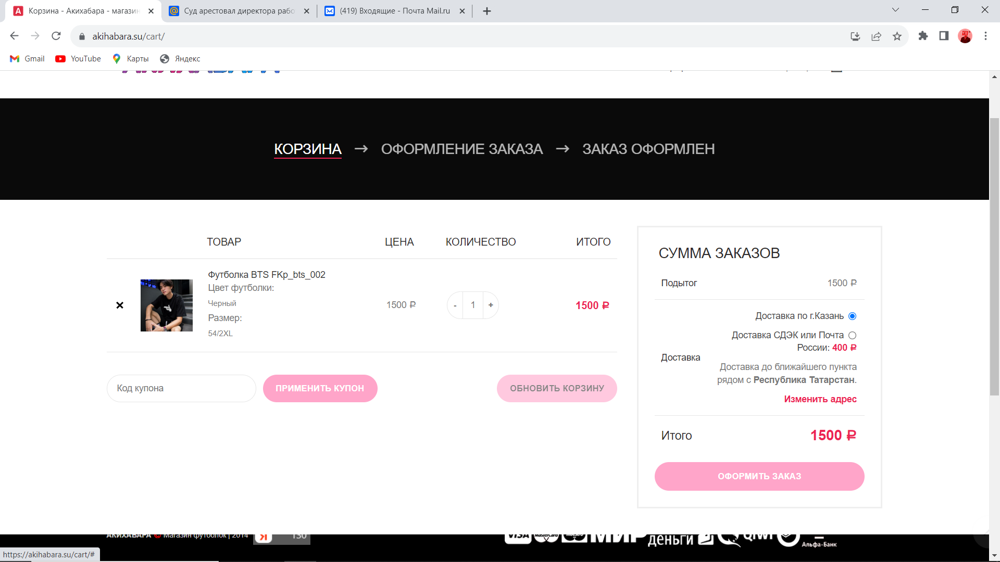 Корзина - Акихабара - магазин
Суд арестовал директора рабо
(419) Входящие - Почта Mail.ru
akihabara.su/cart/
Gmail
YouTube
Карты
Яндекс
КОРЗИНА → ОФОРМЛЕНИЕ ЗАКАЗА → ЗАКАЗ ОФОРМЛЕН
ТОВАР ЦЕНА КОЛИЧЕСТВО ИТОГО
Футболка BTS FKp_bts_002
Цвет футболки:
Черный
Размер:
54/2XL
1500 ₽
- 1 +
1500 ₽
Код купона
ПРИМЕНИТЬ КУПОН
ОБНОВИТЬ КОРЗИНУ
СУММА ЗАКАЗОВ
Подытог 1500 ₽
Доставка
Доставка по г.Казань
Доставка СДЭК или Почта
России: 400 ₽
Доставка до ближайшего пункта
рядом с Республика Татарстан.
Изменить адрес
Итого 1500 ₽
ОФОРМИТЬ ЗАКАЗ
АКИХАБАРА © Магазин футболок | 2014
Я 130
VISA MasterCard Maestro МИР деньги QIWI Альфа·Банк
https://akihabara.su/cart/#